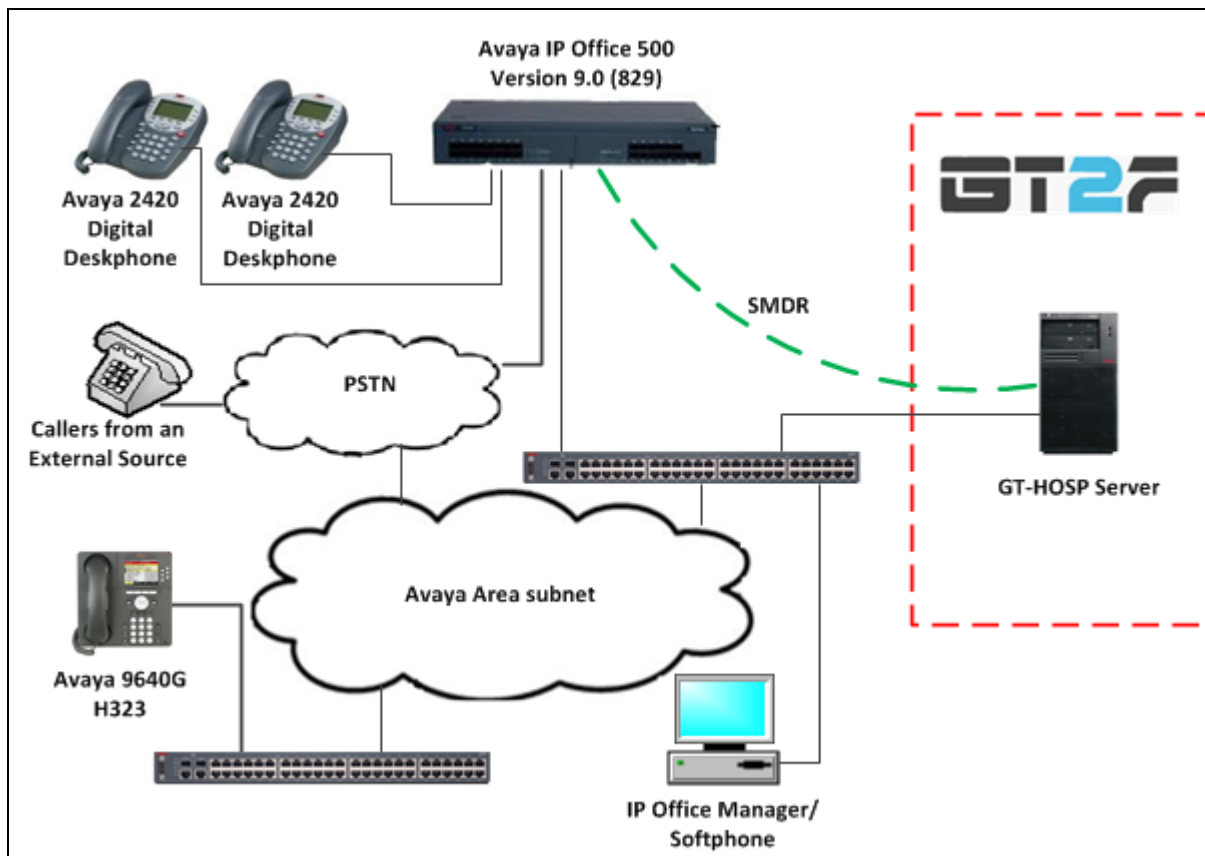 Avaya IP Office 500
Version 9.0 (829)
Avaya 2420
Digital
Deskphone
Avaya 2420
Digital
Deskphone
GT2F
SMDR
PSTN
Callers from an
External Source
GT-HOSP Server
Avaya Area subnet
Avaya 9640G
H323
IP Office Manager/
Softphone